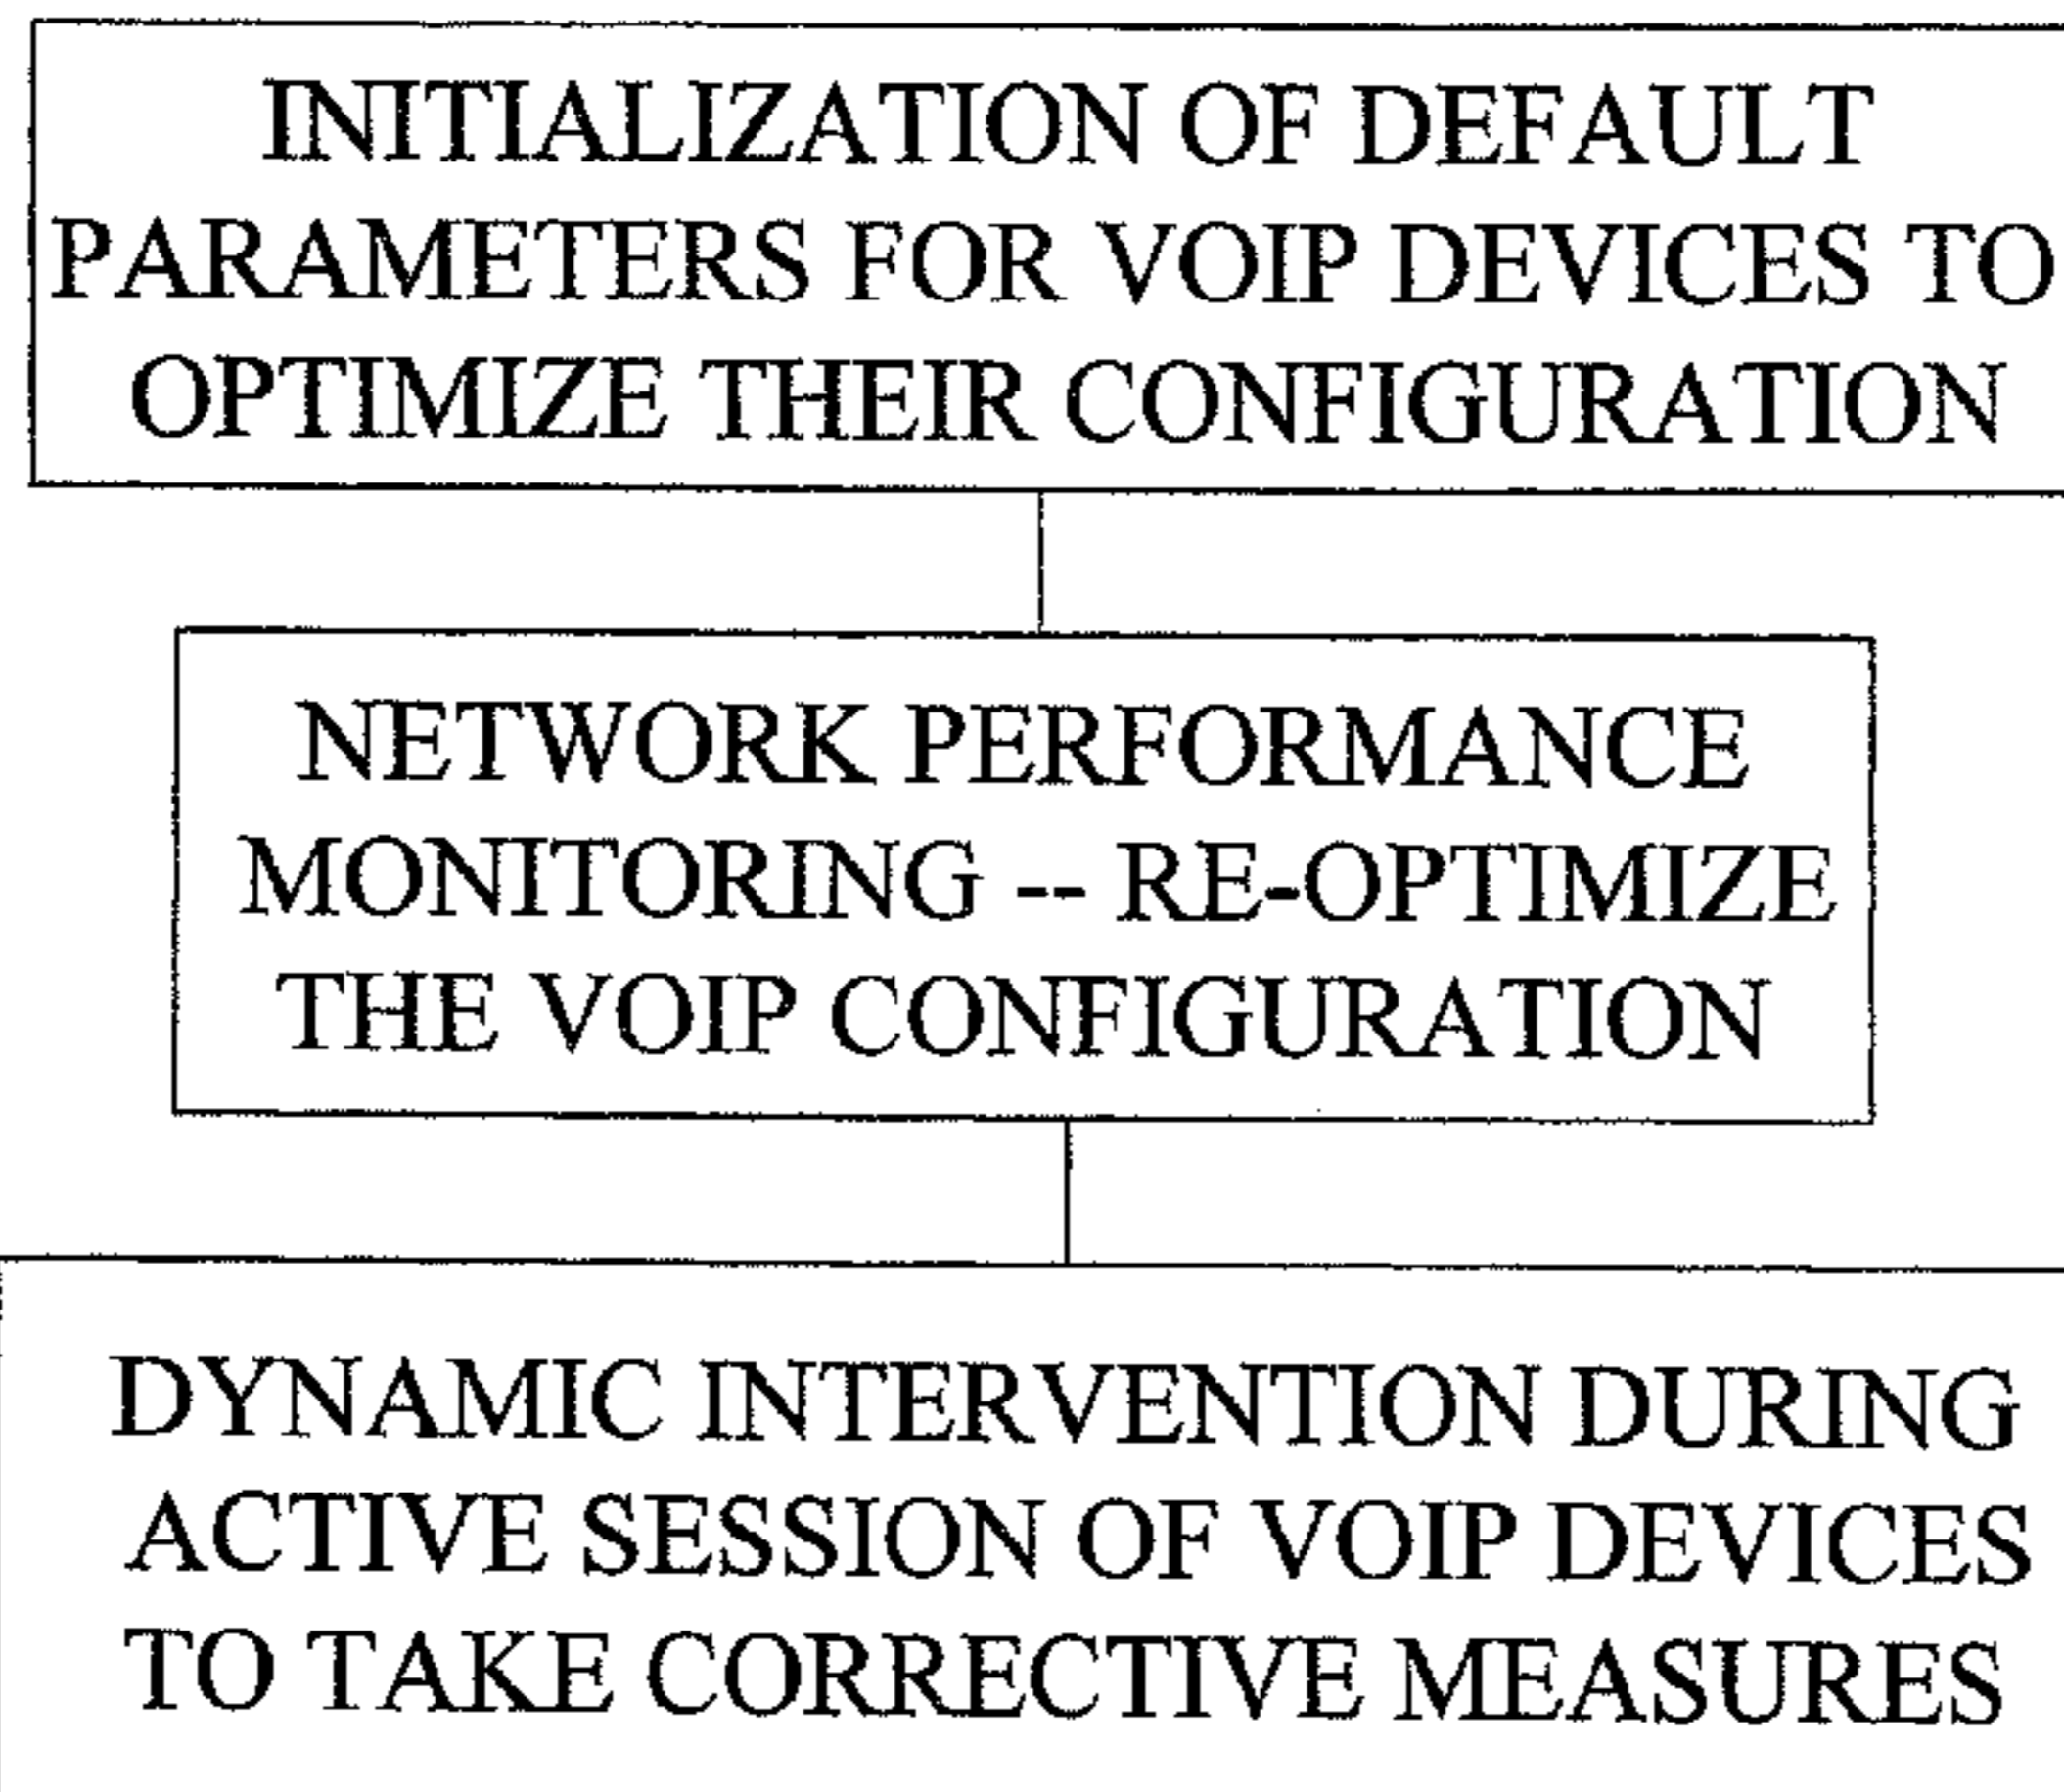 INITIALIZATION OF DEFAULT
PARAMETERS FOR VOIP DEVICES TO
OPTIMIZE THEIR CONFIGURATION
NETWORK PERFORMANCE
MONITORING -- RE-OPTIMIZE
THE VOIP CONFIGURATION
DYNAMIC INTERVENTION DURING
ACTIVE SESSION OF VOIP DEVICES
TO TAKE CORRECTIVE MEASURES